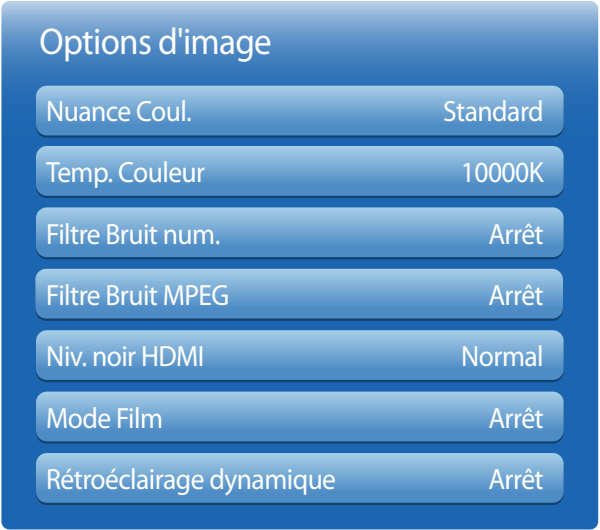 Options d'image
Nuance Coul. Standard
Temp. Couleur 10000K
Filtre Bruit num. Arrêt
Filtre Bruit MPEG Arrêt
Niv. noir HDMI Normal
Mode Film Arrêt
Rétroéclairage dynamique Arrêt